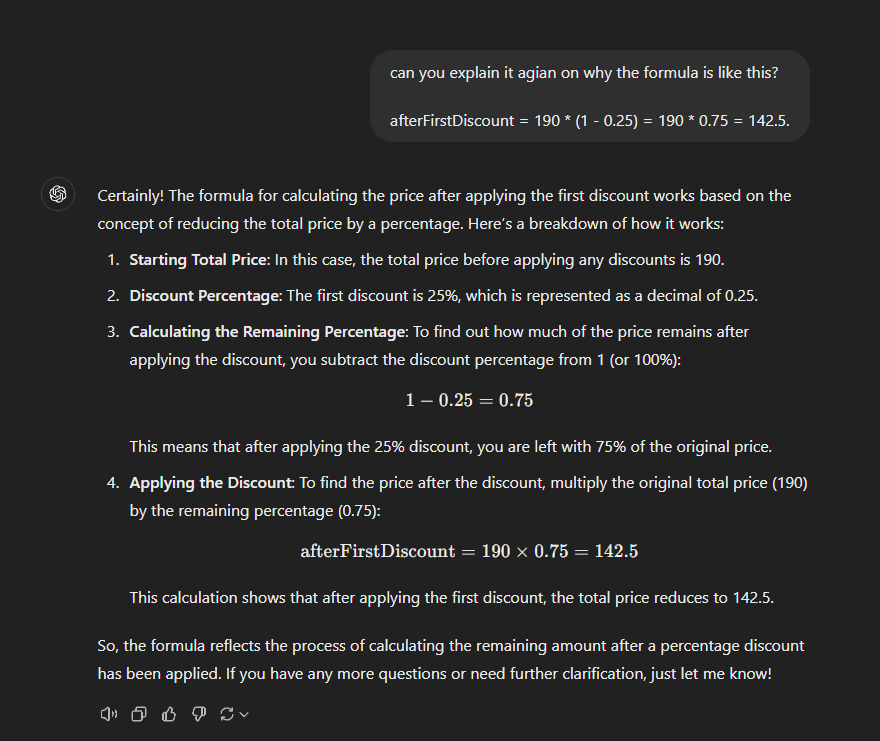 can you explain it agian on why the formula is like this?
afterFirstDiscount = 190 * (1 - 0.25) = 190 * 0.75 = 142.5.
Certainly! The formula for calculating the price after applying the first discount works based on the
concept of reducing the total price by a percentage. Here's a breakdown of how it works:
1. Starting Total Price: In this case, the total price before applying any discounts is 190.
2. Discount Percentage: The first discount is 25%, which is represented as a decimal of 0.25.
3. Calculating the Remaining Percentage: To find out how much of the price remains after
applying the discount, you subtract the discount percentage from 1 (or 100%):
1 − 0.25 = 0.75
This means that after applying the 25% discount, you are left with 75% of the original price.
4. Applying the Discount: To find the price after the discount, multiply the original total price (190)
by the remaining percentage (0.75):
afterFirstDiscount = 190 × 0.75 = 142.5
This calculation shows that after applying the first discount, the total price reduces to 142.5.
So, the formula reflects the process of calculating the remaining amount after a percentage discount
has been applied. If you have any more questions or need further clarification, just let me know!